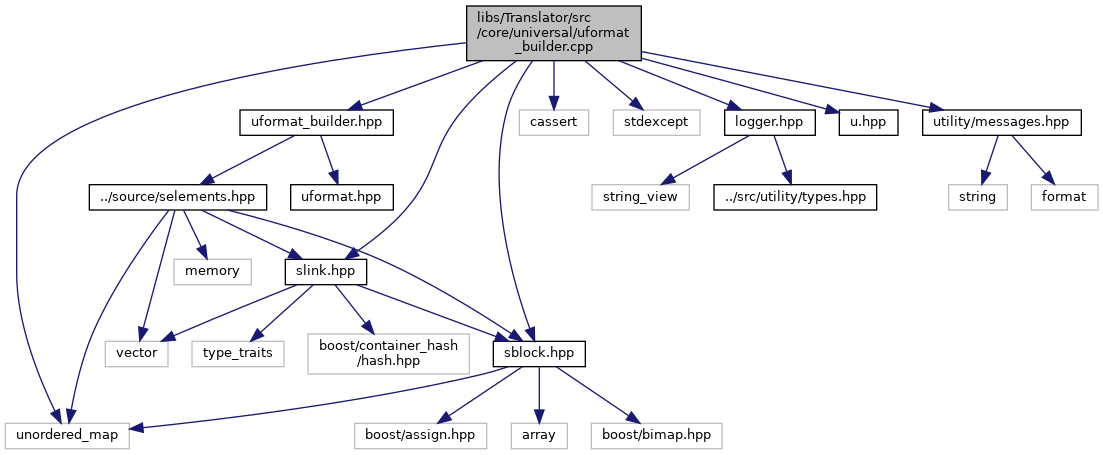 libs/Translator/src
/core/universal/uformat
_builder.cpp
uformat_builder.hpp
cassert
stdexcept
logger.hpp
u.hpp
utility/messages.hpp
../source/selements.hpp
uformat.hpp
string_view
../src/utility/types.hpp
string
format
memory
slink.hpp
vector
type_traits
boost/container_hash
/hash.hpp
sblock.hpp
unordered_map
boost/assign.hpp
array
boost/bimap.hpp